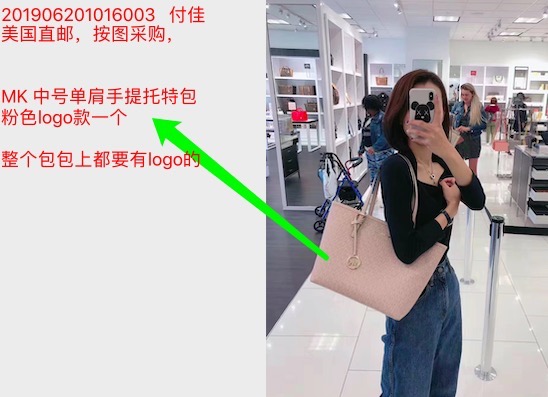 201906201016003 付佳
美国直邮，按图采购，
MK 中号单肩手提托特包
粉色logo款一个
整个包包上都要有logo的